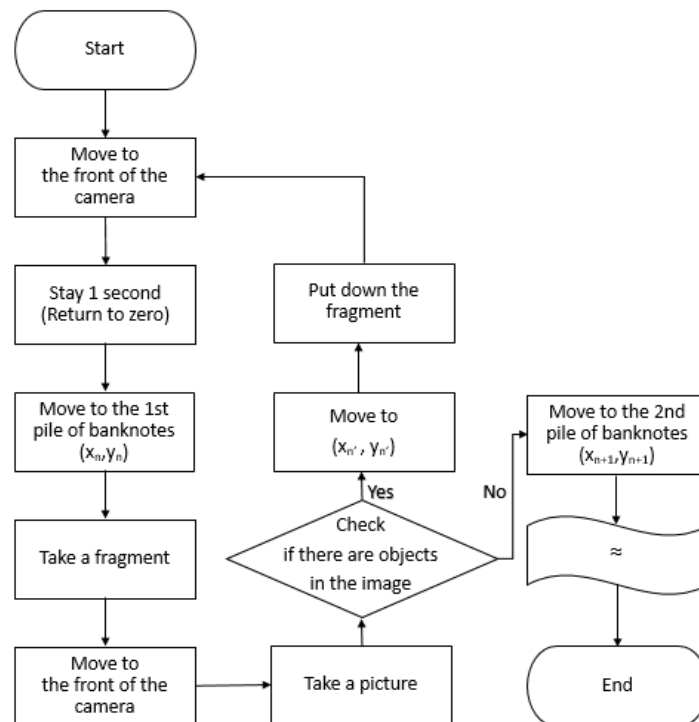 Start
Move to
the front of the
camera
Stay 1 second
(Return to zero)
Move to the 1st
pile of banknotes
(xₙ,yₙ)
Take a fragment
Move to
the front of the
camera
Take a picture
Check
if there are objects
in the image
Yes
Move to
(xₙ′ , yₙ′)
Put down the
fragment
No
Move to the 2nd
pile of banknotes
(xₙ₊₁,yₙ₊₁)
≈
End